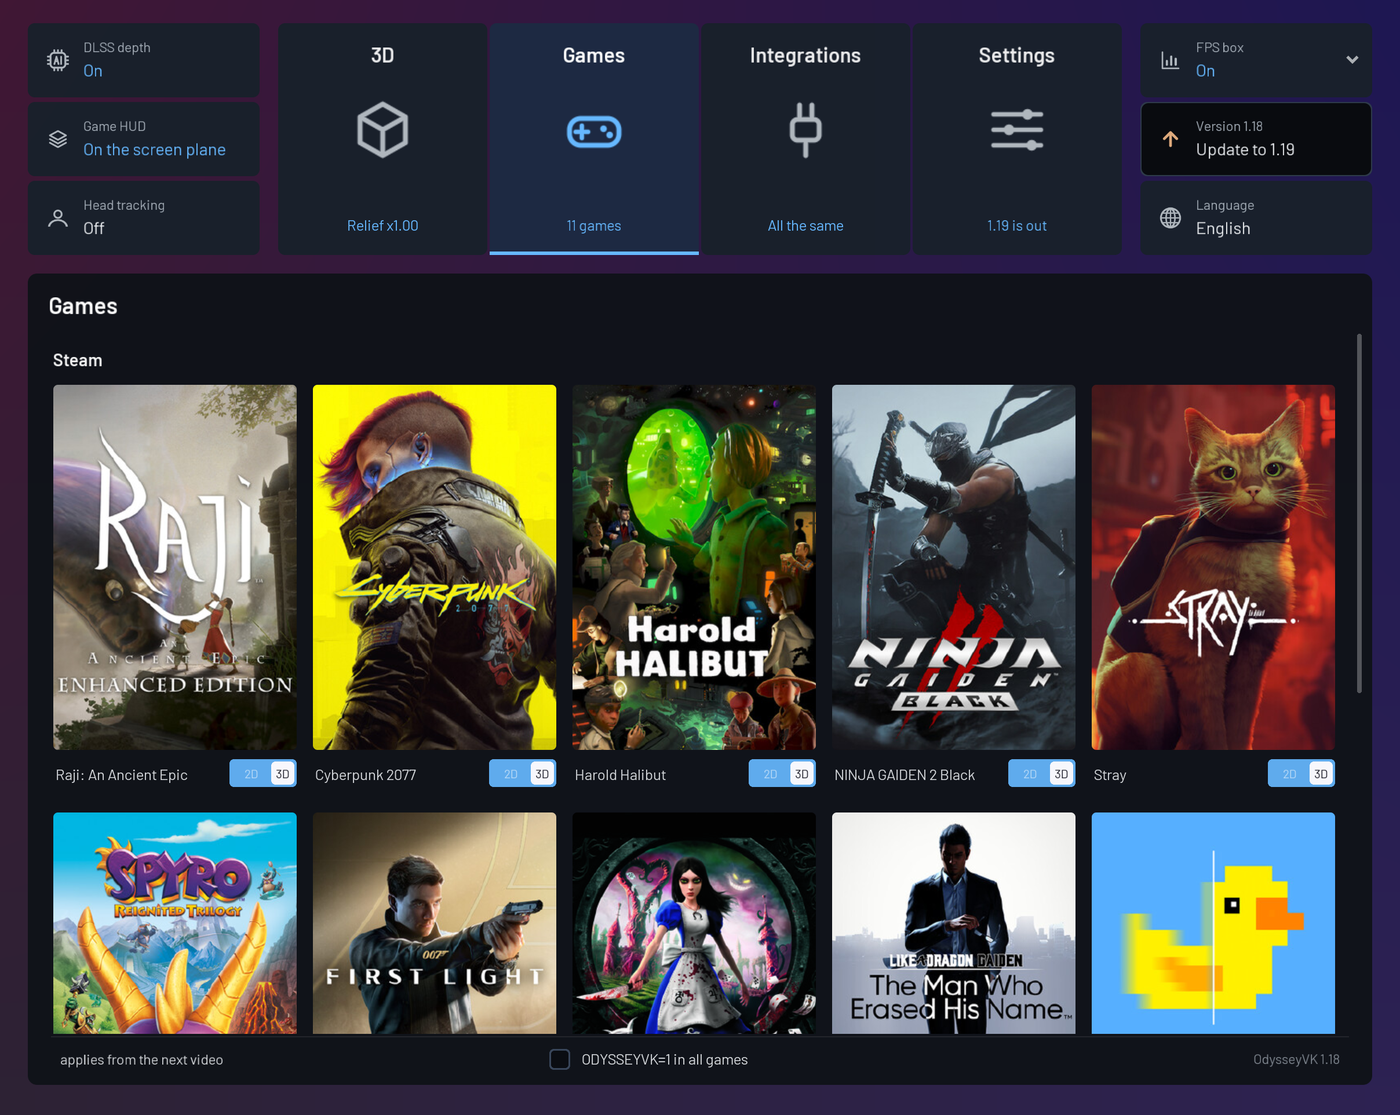 DLSS depth
On
Game HUD
On the screen plane
Head tracking
Off
3D
Relief x1.00
Games
11 games
Integrations
All the same
Settings
1.19 is out
FPS box
On
Version 1.18
Update to 1.19
Language
English
Games
Steam
RAJI
AN
ANCIENT EPIC
ENHANCED EDITION
CYBERPUNK
2077
Harold
HALIBUT
NINJA
GAIDEN
BLACK
STRAY
Raji: An Ancient Epic
2D 3D
Cyberpunk 2077
2D 3D
Harold Halibut
2D 3D
NINJA GAIDEN 2 Black
2D 3D
Stray
2D 3D
SPYRO
REIGNITED TRILOGY
007
FIRST LIGHT
LIKE A DRAGON GAIDEN
The Man Who
Erased His Name™
applies from the next video
ODYSSEYVK=1 in all games
OdysseyVK 1.18